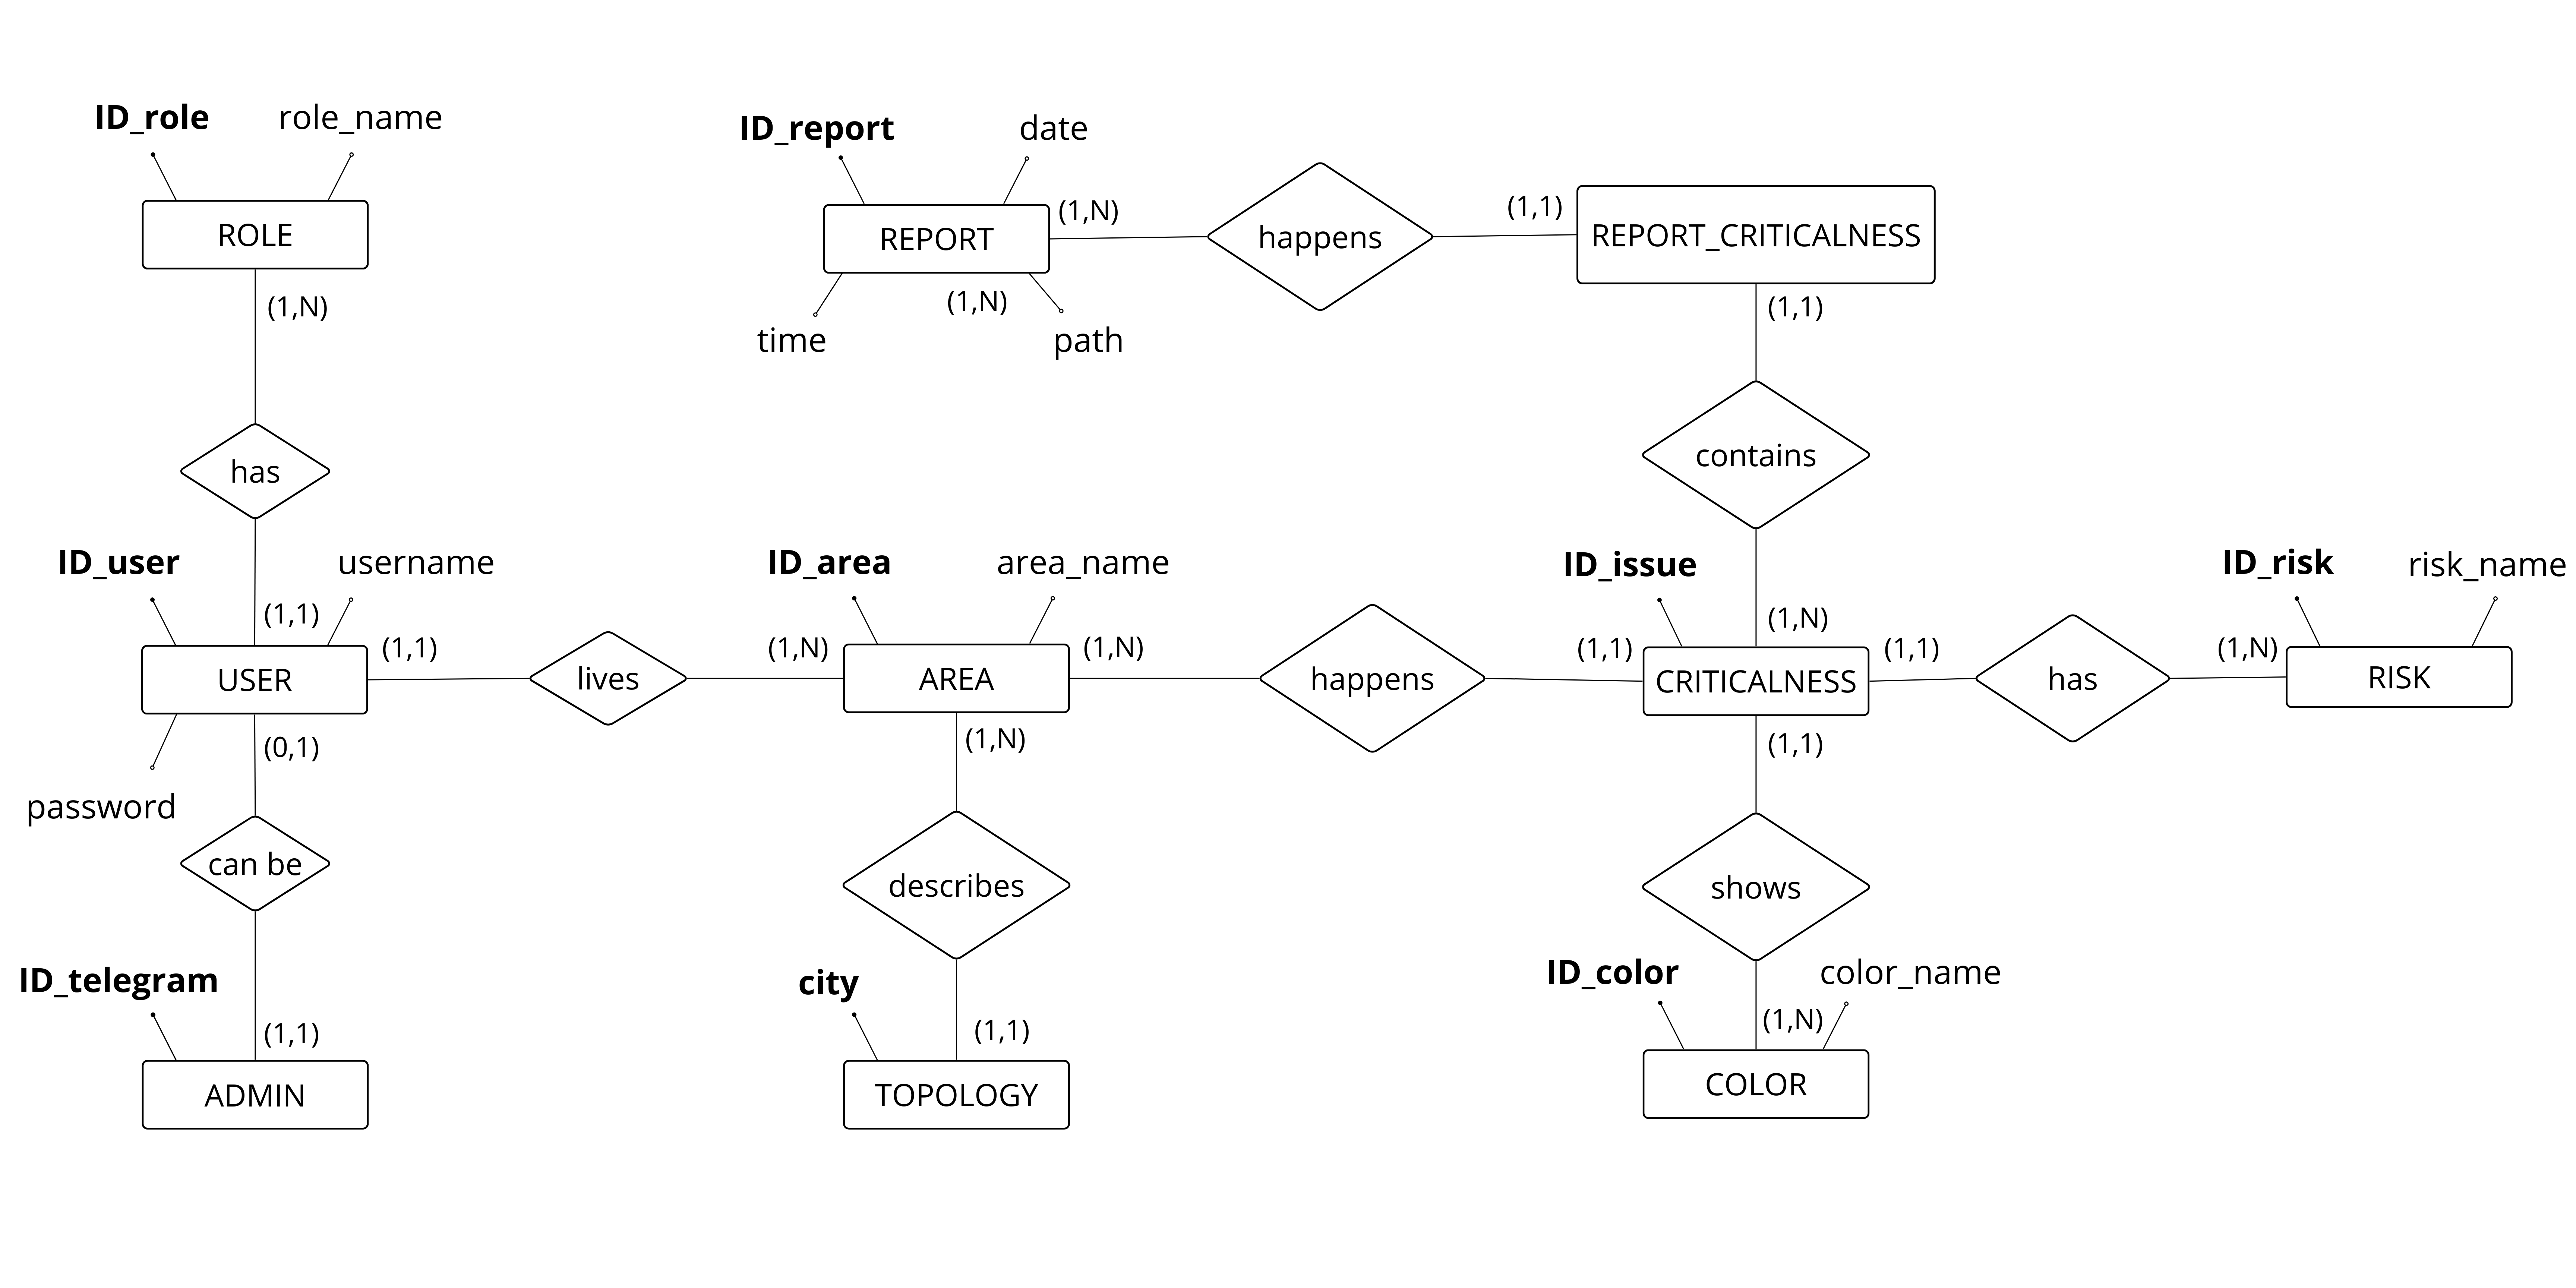 ID_role
role_name
ROLE
(1,N)
has
ID_user
username
(1,1)
USER
(1,1)
password
(0,1)
can be
ID_telegram
(1,1)
ADMIN
lives
ID_report
date
REPORT
(1,N)
(1,N)
time
path
happens
(1,1)
REPORT_CRITICALNESS
(1,1)
contains
ID_area
area_name
(1,N)
AREA
(1,N)
(1,N)
describes
city
(1,1)
TOPOLOGY
happens
ID_issue
(1,N)
(1,1)
CRITICALNESS
(1,1)
(1,1)
shows
ID_color
color_name
(1,N)
COLOR
has
ID_risk
risk_name
(1,N)
RISK